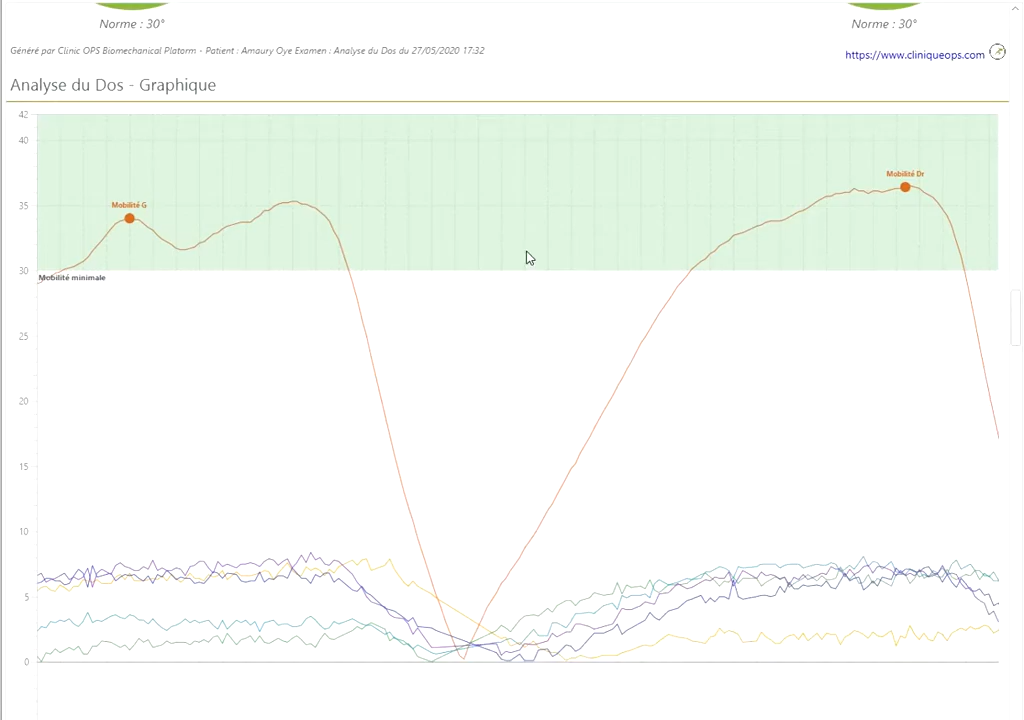 Norme : 30° Norme : 30°
Généré par Clinic OPS Biomechanical Platorm - Patient : Amaury Oye Examen : Analyse du Dos du 27/05/2020 17:32
https://www.cliniqueops.com
Analyse du Dos - Graphique
42
40
Mobilité Dr
35
Mobilité G
30
Mobilité minimale
25
20
15
10
5
0